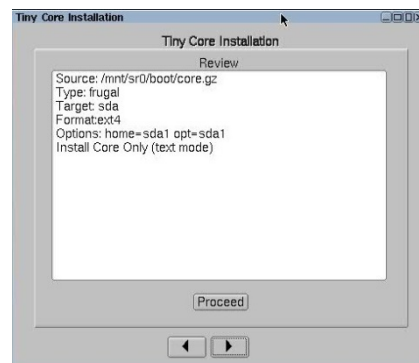 Tiny Core Installation
Tiny Core Installation
Review
Source: /mnt/sr0/boot/core.gz
Type: frugal
Target: sda
Format:ext4
Options: home=sda1 opt=sda1
Install Core Only (text mode)
Proceed